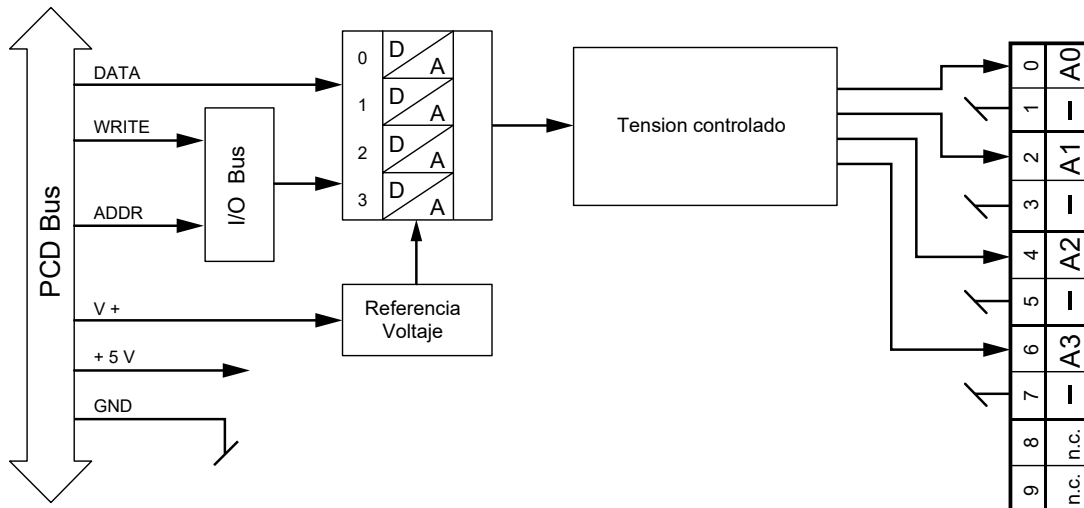 PCD Bus
DATA
WRITE
ADDR
V +
+ 5 V
GND
I/O Bus
0 D A
1 D A
2 D A
3 D A
Referencia
Voltaje
Tension controlado
0 A0
1 –
2 A1
3 –
4 A2
5 –
6 A3
7 –
8 n.c.
9 n.c.